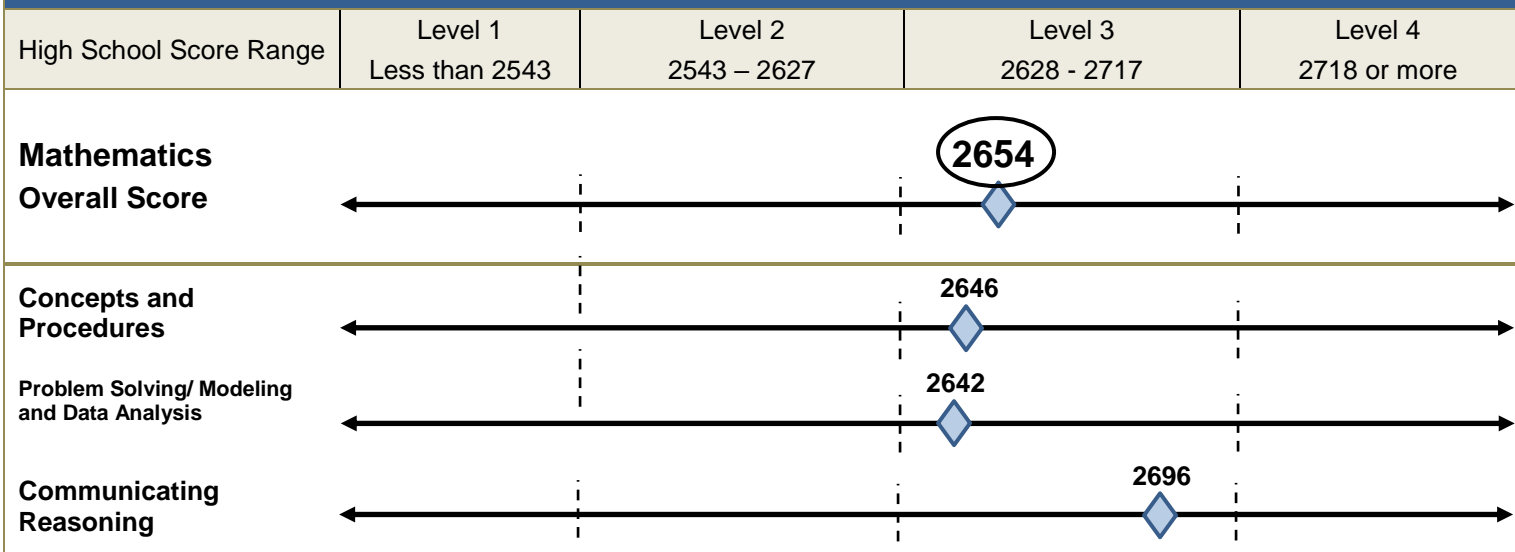 High School Score Range
Level 1
Less than 2543
Level 2
2543 – 2627
Level 3
2628 - 2717
Level 4
2718 or more
Mathematics
Overall Score
2654
Concepts and
Procedures
2646
Problem Solving/ Modeling
and Data Analysis
2642
Communicating
Reasoning
2696